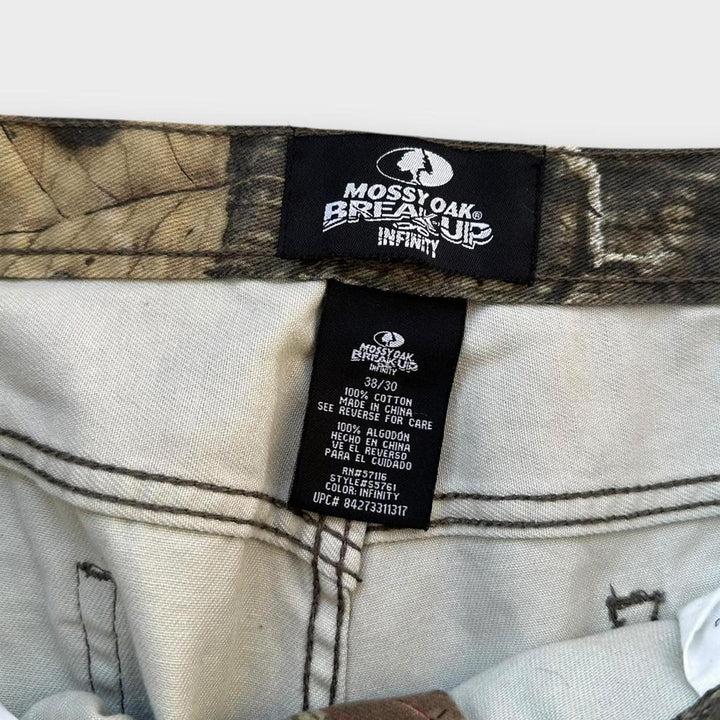 MOSSY OAK®
BREAK-UP
INFINITY
MOSSY OAK
BREAK-UP
INFINITY
38/30
100% COTTON
MADE IN CHINA
SEE REVERSE FOR CARE
100% ALGODÓN
HECHO EN CHINA
VE EL REVERSO
PARA EL CUIDADO
RN#57116
STYLE#S5761
COLOR: INFINITY
UPC# 84273311317